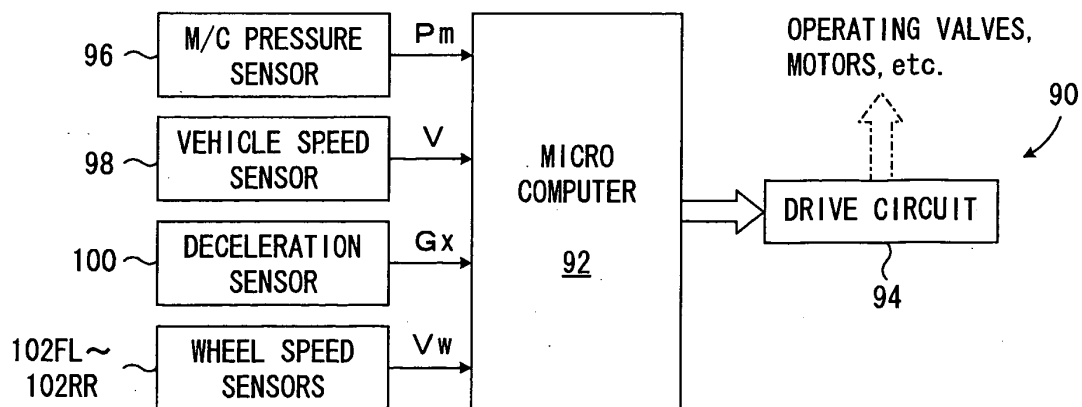 M/C PRESSURE
SENSOR
Pm
96
VEHICLE SPEED
SENSOR
V
98
DECELERATION
SENSOR
Gx
100
WHEEL SPEED
SENSORS
Vw
102FL~
102RR
MICRO
COMPUTER
92
OPERATING VALVES,
MOTORS, etc.
90
DRIVE CIRCUIT
94